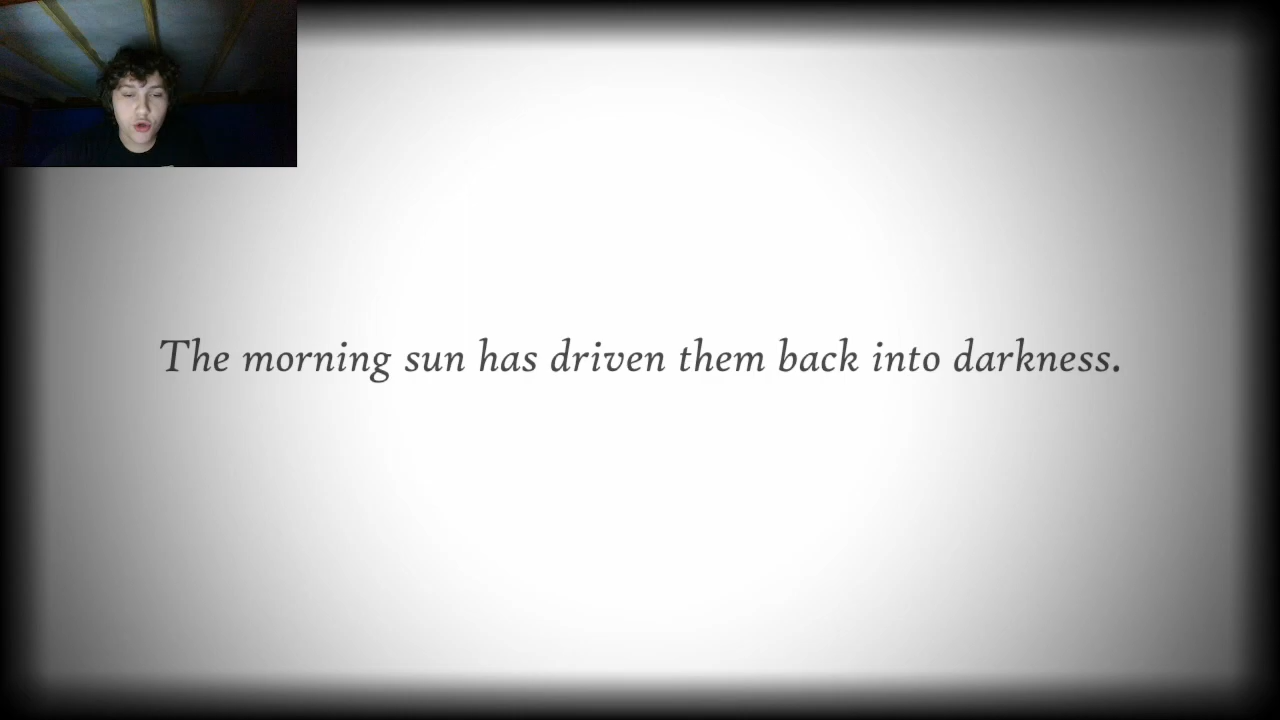 The morning sun has driven them back into darkness.